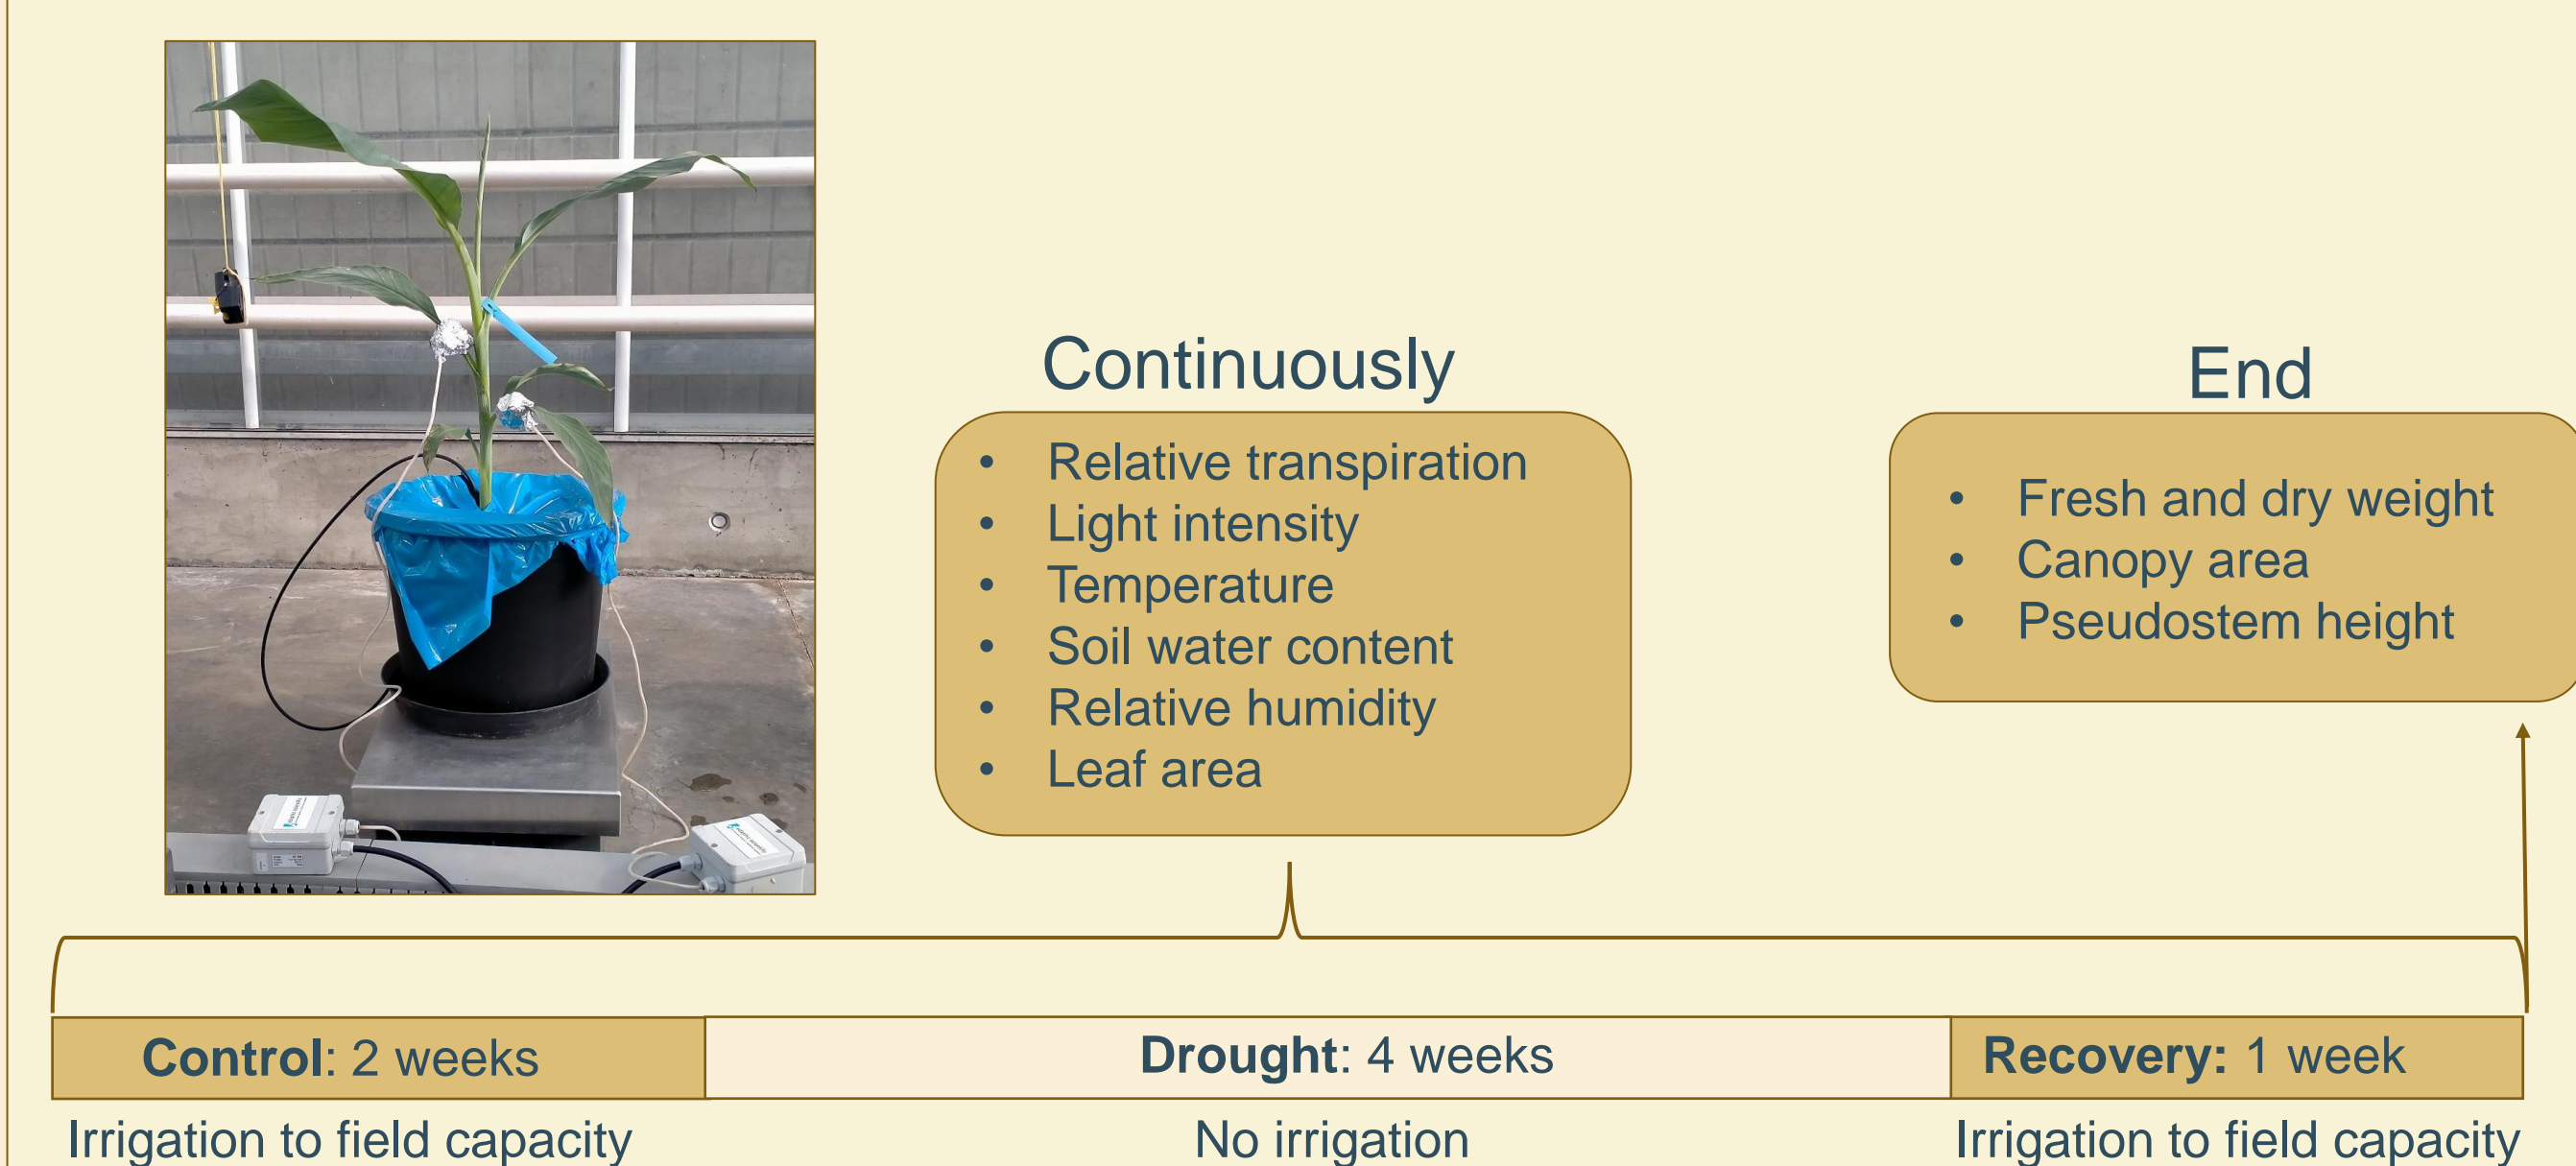 Continuously
• Relative transpiration
• Light intensity
• Temperature
• Soil water content
• Relative humidity
• Leaf area
End
• Fresh and dry weight
• Canopy area
• Pseudostem height
Control: 2 weeks
Drought: 4 weeks
Recovery: 1 week
Irrigation to field capacity
No irrigation
Irrigation to field capacity